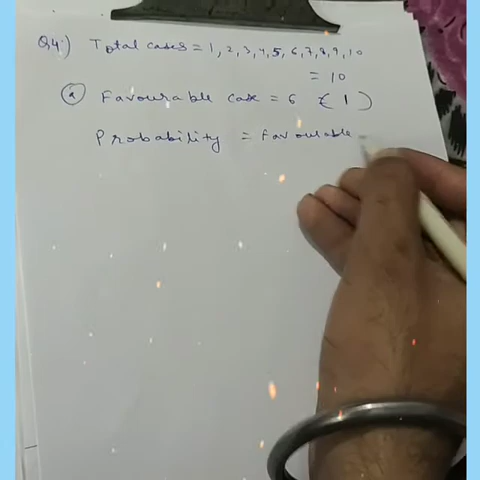 Q4:) Total cases = 1, 2, 3, 4, 5, 6, 7, 8, 9, 10
= 10
(a) Favourable case = 6 (1)
Probability = Favourable